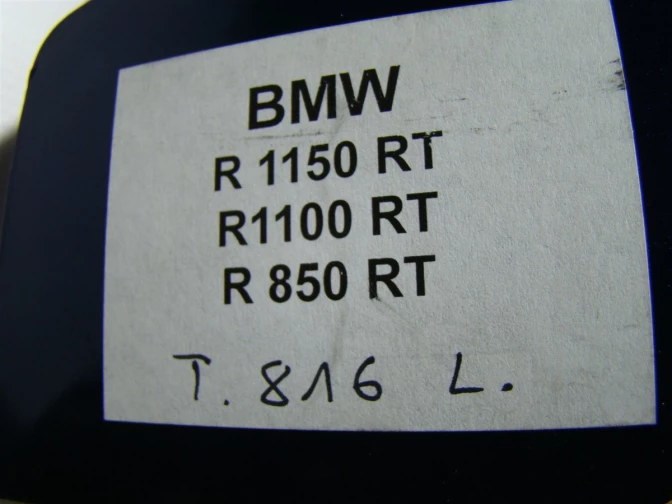 BMW
R 1150 RT
R1100 RT
R 850 RT
T. 816 L.